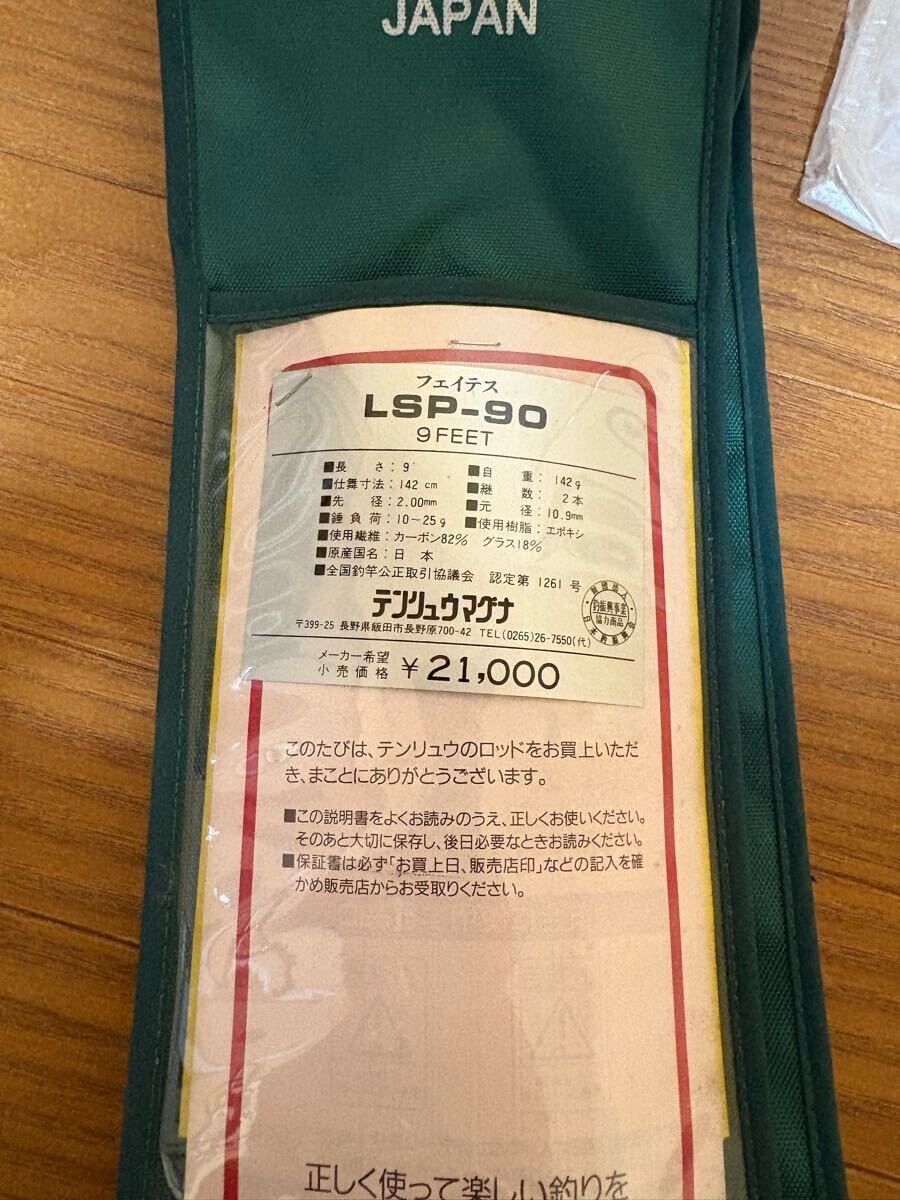 JAPAN
フェイテス
LSP-90
9FEET
■長さ：9' ■自重：142g
■仕舞寸法：142cm ■継数：2本
■先径：2.00mm ■元径：10.9mm
■錘負荷：10～25g ■使用樹脂：エポキシ
■使用繊維：カーボン82% グラス18%
■原産国名：日本
■全国釣竿公正取引協議会 認定第1261号
テンリュウマグナ
〒399-25 長野県飯田市長野原700-42 TEL(0265)26-7550(代)
釣振興事業
協力商品
メーカー希望
小売価格 ￥21,000
このたびは、テンリュウのロッドをお買上いただ
き、まことにありがとうございます。
■この説明書をよくお読みのうえ、正しくお使いください。
そのあと大切に保存し、後日必要なときお読みください。
■保証書は必ず「お買上日、販売店印」などの記入を確
かめ販売店からお受取りください。
正しく使って楽しい釣りを